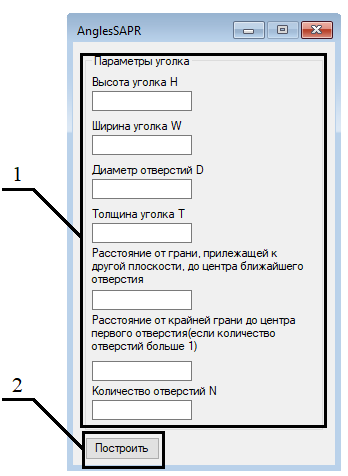 AnglesSAPR
Параметры уголка
Высота уголка H
Ширина уголка W
1
Диаметр отверстий D
Толщина уголка T
Расстояние от грани, прилежащей к
другой плоскости, до центра ближайшего
отверстия
Расстояние от крайней грани до центра
первого отверстия(если количество
отверстий больше 1)
2
Количество отверстий N
Построить